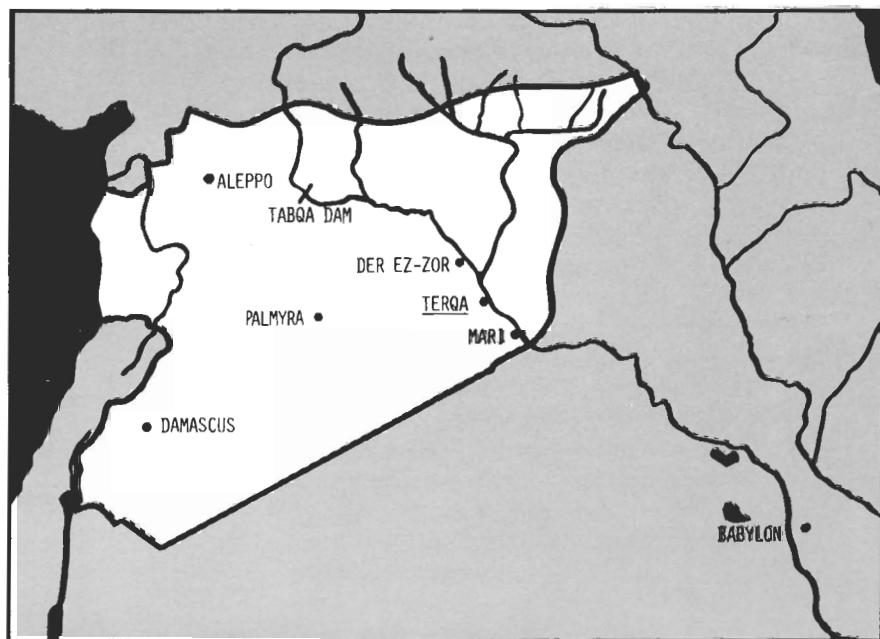 ALEPPO
TABQA DAM
DER EZ-ZOR
TERQA
PALMYRA
MARI
DAMASCUS
BABYLON